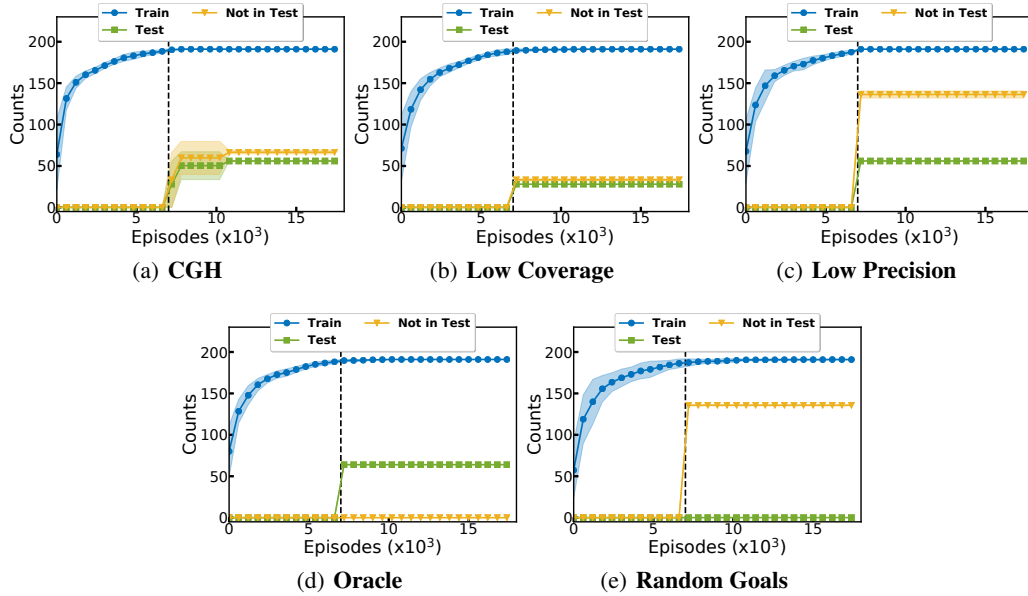 Train Not in Test
Test
Train Not in Test
Test
Train Not in Test
Test
200
150
100
50
0
Counts
0 5 10 15
Episodes (x10³)
200
150
100
50
0
Counts
0 5 10 15
Episodes (x10³)
200
150
100
50
0
Counts
0 5 10 15
Episodes (x10³)
(a) CGH
(b) Low Coverage
(c) Low Precision
Train Not in Test
Test
Train Not in Test
Test
200
150
100
50
0
Counts
0 5 10 15
Episodes (x10³)
200
150
100
50
0
Counts
0 5 10 15
Episodes (x10³)
(d) Oracle
(e) Random Goals